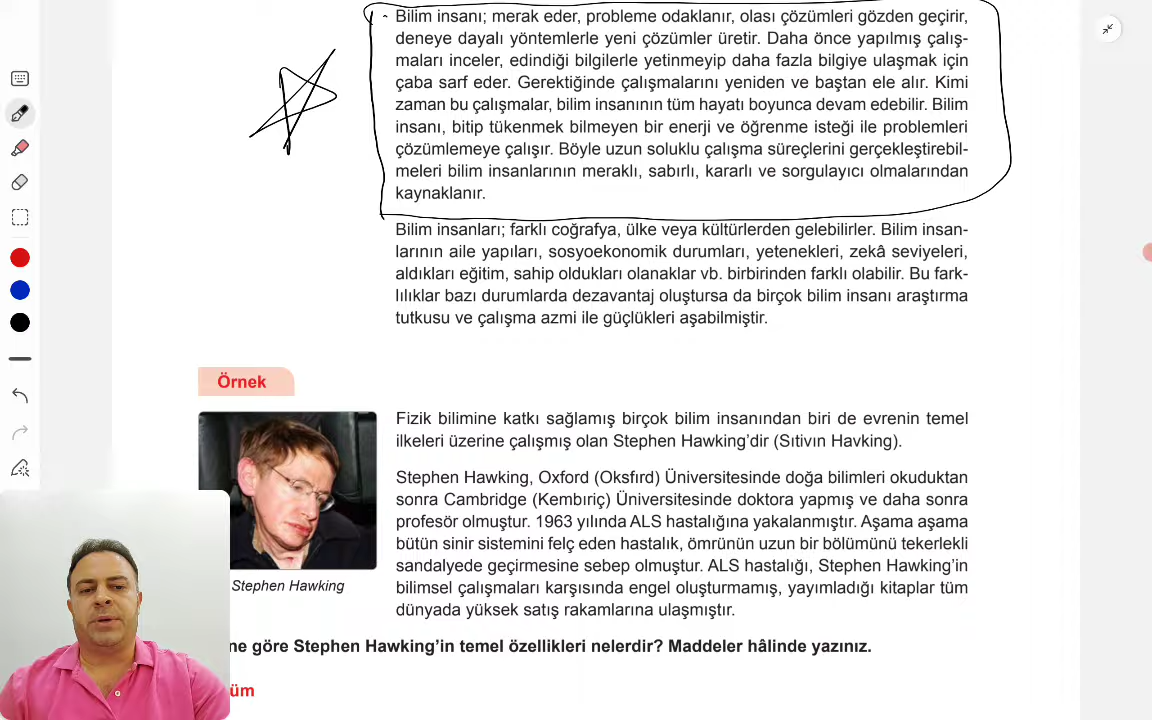 Bilim insanı; merak eder, probleme odaklanır, olası çözümleri gözden geçirir,
deneye dayalı yöntemlerle yeni çözümler üretir. Daha önce yapılmış çalış-
maları inceler, edindiği bilgilerle yetinmeyip daha fazla bilgiye ulaşmak için
çaba sarf eder. Gerektiğinde çalışmalarını yeniden ve baştan ele alır. Kimi
zaman bu çalışmalar, bilim insanının tüm hayatı boyunca devam edebilir. Bilim
insanı, bitip tükenmek bilmeyen bir enerji ve öğrenme isteği ile problemleri
çözümlemeye çalışır. Böyle uzun soluklu çalışma süreçlerini gerçekleştirebil-
meleri bilim insanlarının meraklı, sabırlı, kararlı ve sorgulayıcı olmalarından
kaynaklanır.
Bilim insanları; farklı coğrafya, ülke veya kültürlerden gelebilirler. Bilim insan-
larının aile yapıları, sosyoekonomik durumları, yetenekleri, zekâ seviyeleri,
aldıkları eğitim, sahip oldukları olanaklar vb. birbirinden farklı olabilir. Bu fark-
lılıklar bazı durumlarda dezavantaj oluştursa da birçok bilim insanı araştırma
tutkusu ve çalışma azmi ile güçlükleri aşabilmiştir.
Örnek
Fizik bilimine katkı sağlamış birçok bilim insanından biri de evrenin temel
ilkeleri üzerine çalışmış olan Stephen Hawking’dir (Sıtivın Havking).
Stephen Hawking, Oxford (Oksfırd) Üniversitesinde doğa bilimleri okuduktan
sonra Cambridge (Kembıriç) Üniversitesinde doktora yapmış ve daha sonra
profesör olmuştur. 1963 yılında ALS hastalığına yakalanmıştır. Aşama aşama
bütün sinir sistemini felç eden hastalık, ömrünün uzun bir bölümünü tekerlekli
sandalyede geçirmesine sebep olmuştur. ALS hastalığı, Stephen Hawking’in
bilimsel çalışmaları karşısında engel oluşturmamış, yayımladığı kitaplar tüm
dünyada yüksek satış rakamlarına ulaşmıştır.
Stephen Hawking
ne göre Stephen Hawking’in temel özellikleri nelerdir? Maddeler hâlinde yazınız.
üm